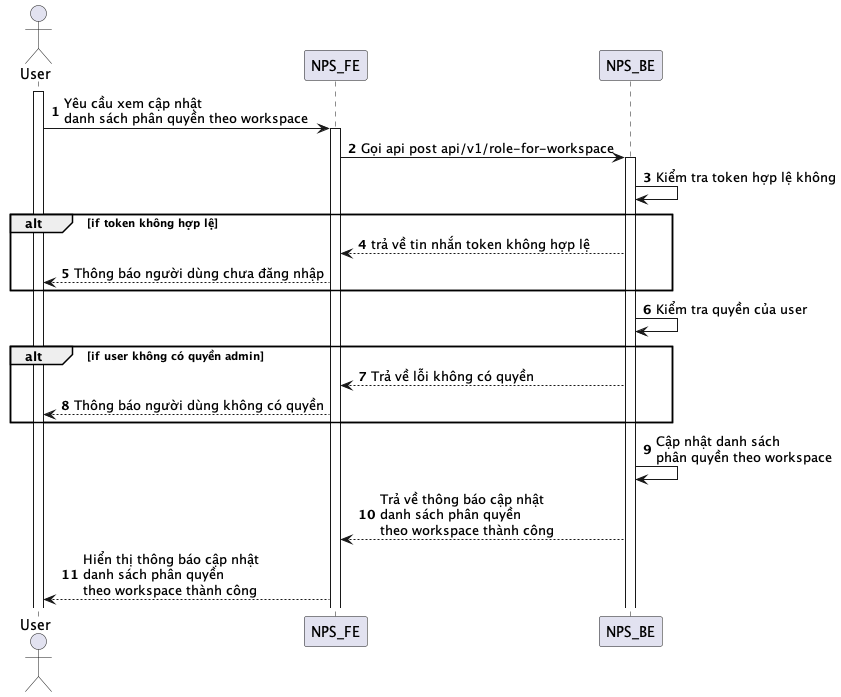 User
NPS_FE
NPS_BE
1 Yêu cầu xem cập nhật
danh sách phân quyền theo workspace
2 Gọi api post api/v1/role-for-workspace
3 Kiểm tra token hợp lệ không
alt [if token không hợp lệ]
4 trả về tin nhắn token không hợp lệ
5 Thông báo người dùng chưa đăng nhập
6 Kiểm tra quyền của user
alt [if user không có quyền admin]
7 Trả về lỗi không có quyền
8 Thông báo người dùng không có quyền
9 Cập nhật danh sách
phân quyền theo workspace
Trả về thông báo cập nhật
10 danh sách phân quyền
theo workspace thành công
Hiển thị thông báo cập nhật
11 danh sách phân quyền
theo workspace thành công
User
NPS_FE
NPS_BE